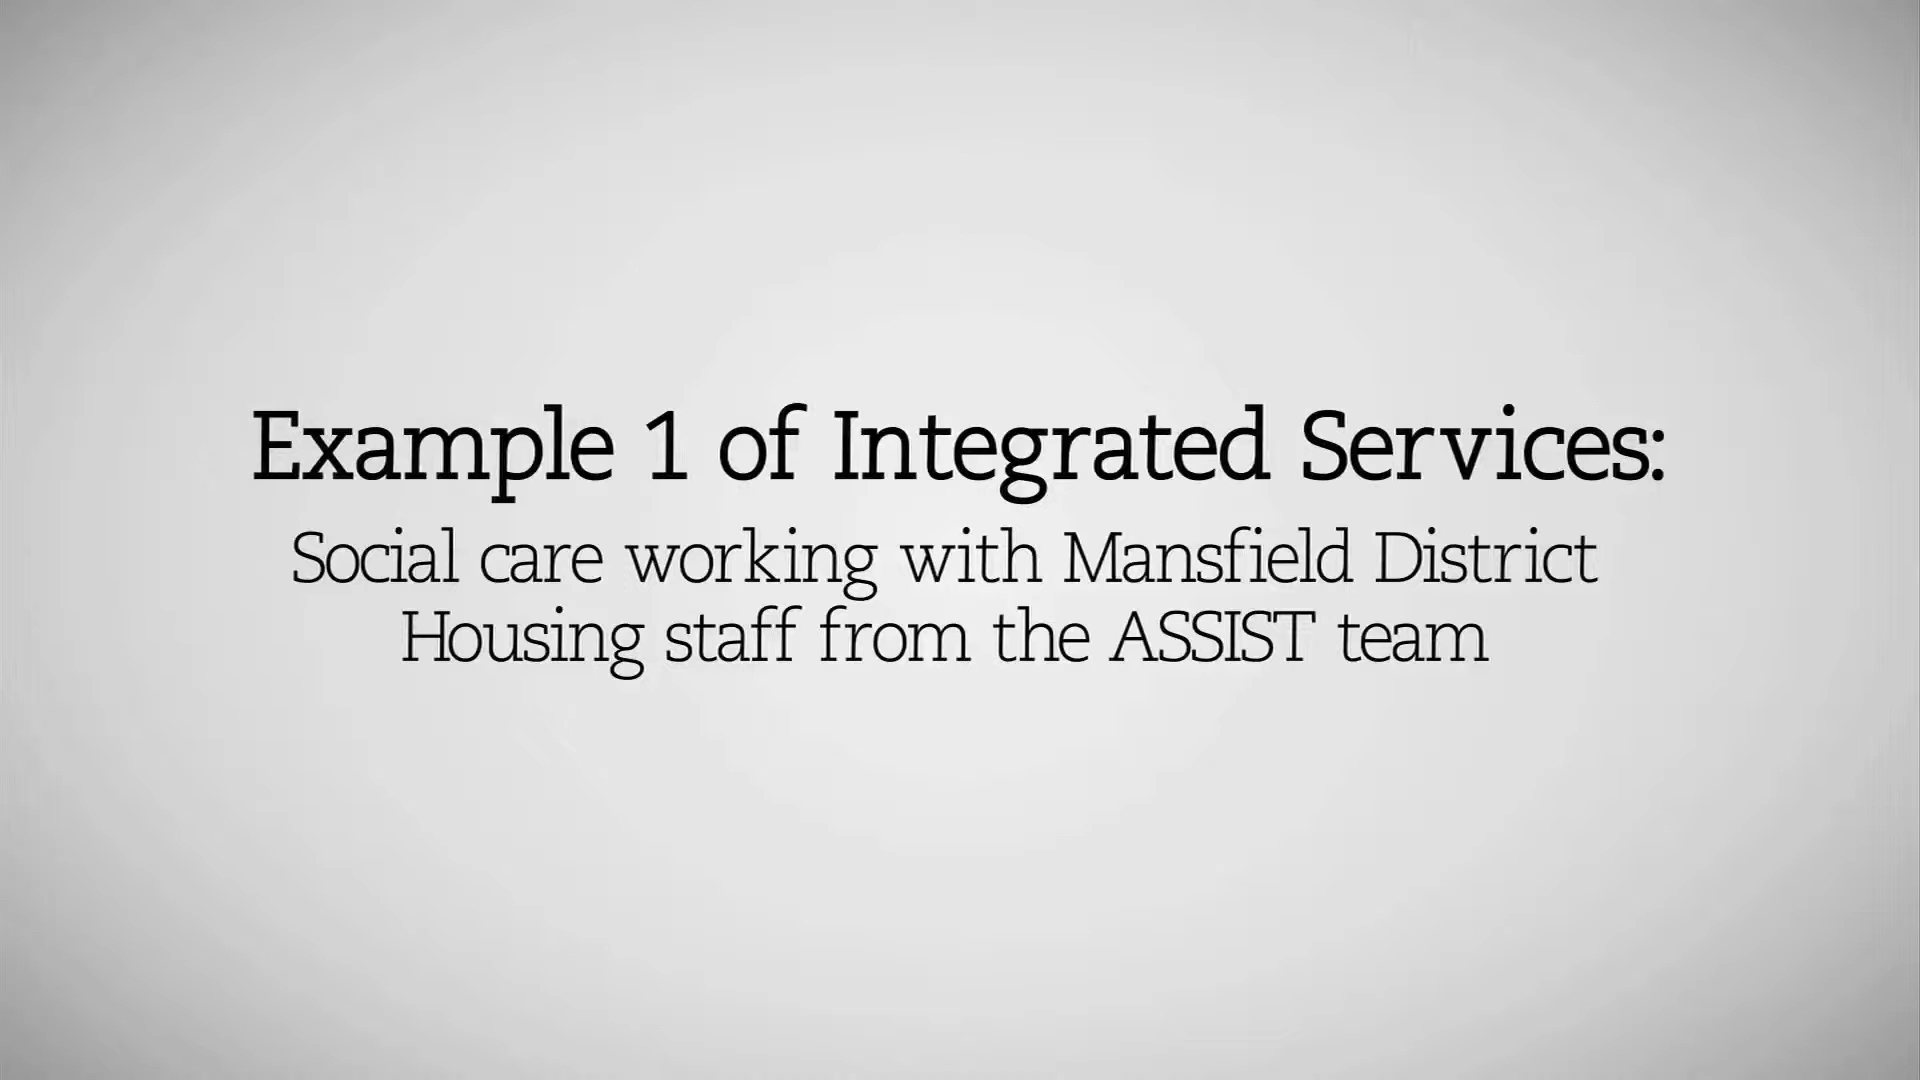 Example 1 of Integrated Services:
Social care working with Mansfield District
Housing staff from the ASSIST team